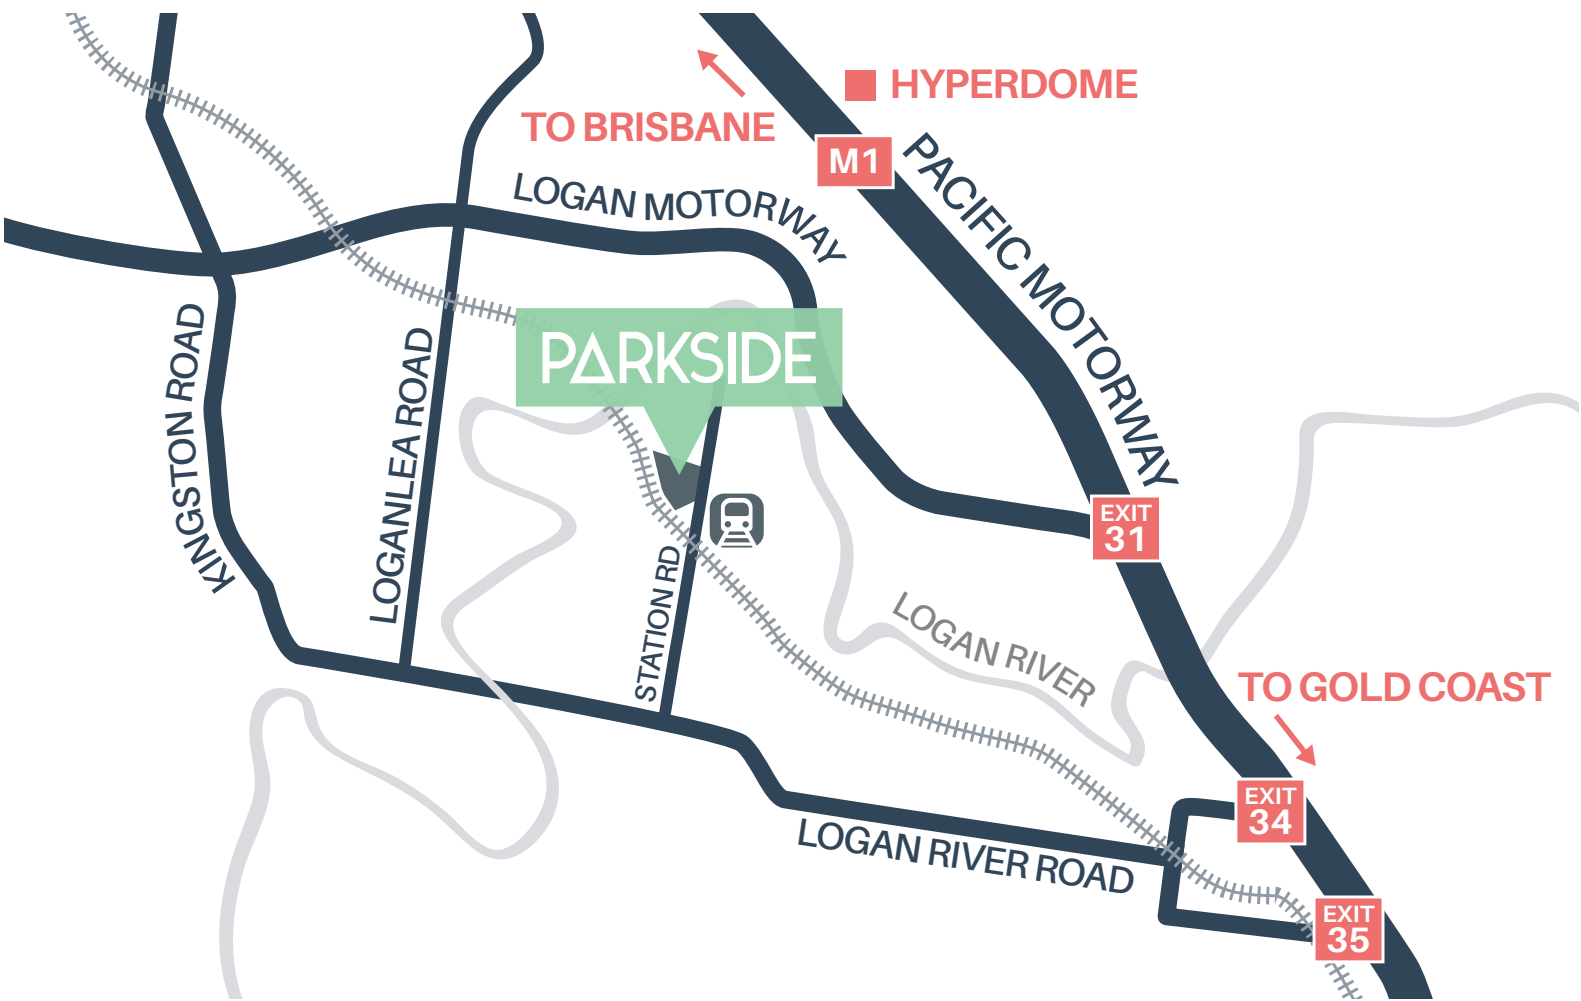 HYPERDOME
TO BRISBANE
M1
PACIFIC MOTORWAY
LOGAN MOTORWAY
PARKSIDE
KINGSTON ROAD
LOGANLEA ROAD
EXIT
31
STATION RD
LOGAN RIVER
TO GOLD COAST
EXIT
34
LOGAN RIVER ROAD
EXIT
35